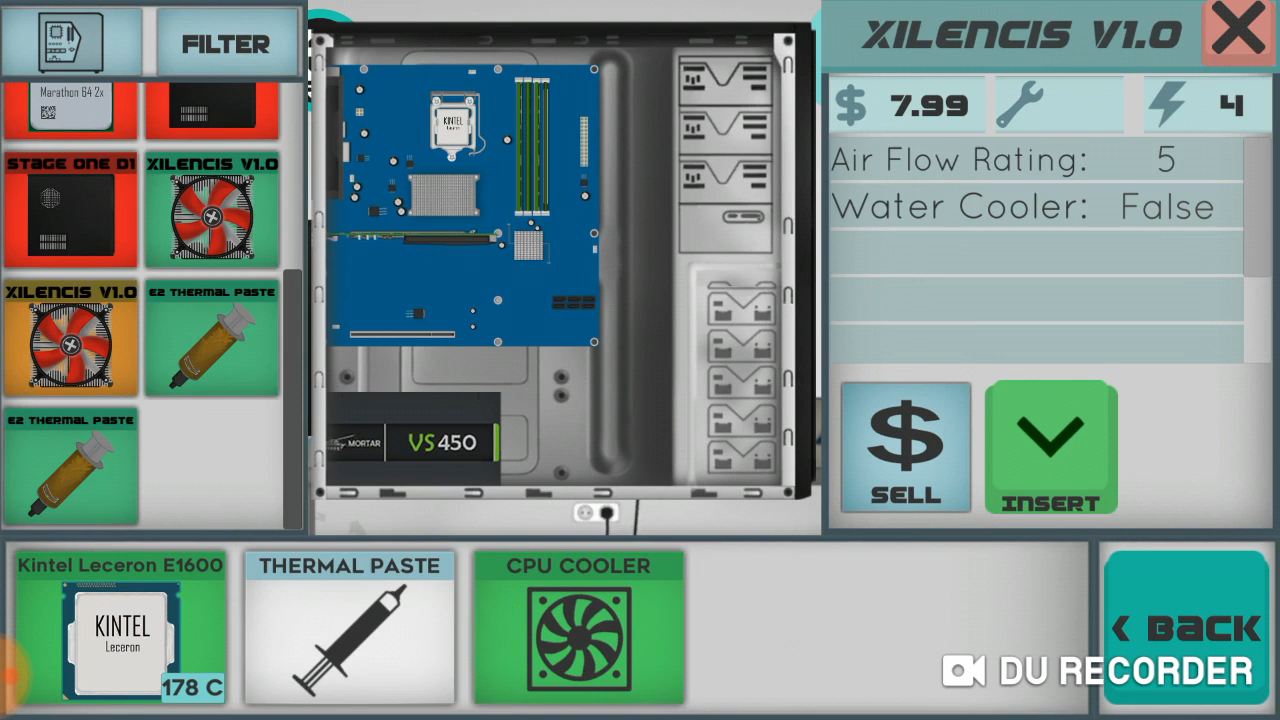 FILTER
Marathon 64 2x
STAGE ONE D1
XILENCIS V1.0
XILENCIS V1.0
E2 THERMAL PASTE
E2 THERMAL PASTE
KINTEL
Leceron
MORTAR
VS450
XILENCIS V1.0
$ 7.99
4
Air Flow Rating: 5
Water Cooler: False
$
SELL
INSERT
Kintel Leceron E1600
KINTEL
Leceron
178 C
THERMAL PASTE
CPU COOLER
< BACK
DU RECORDER